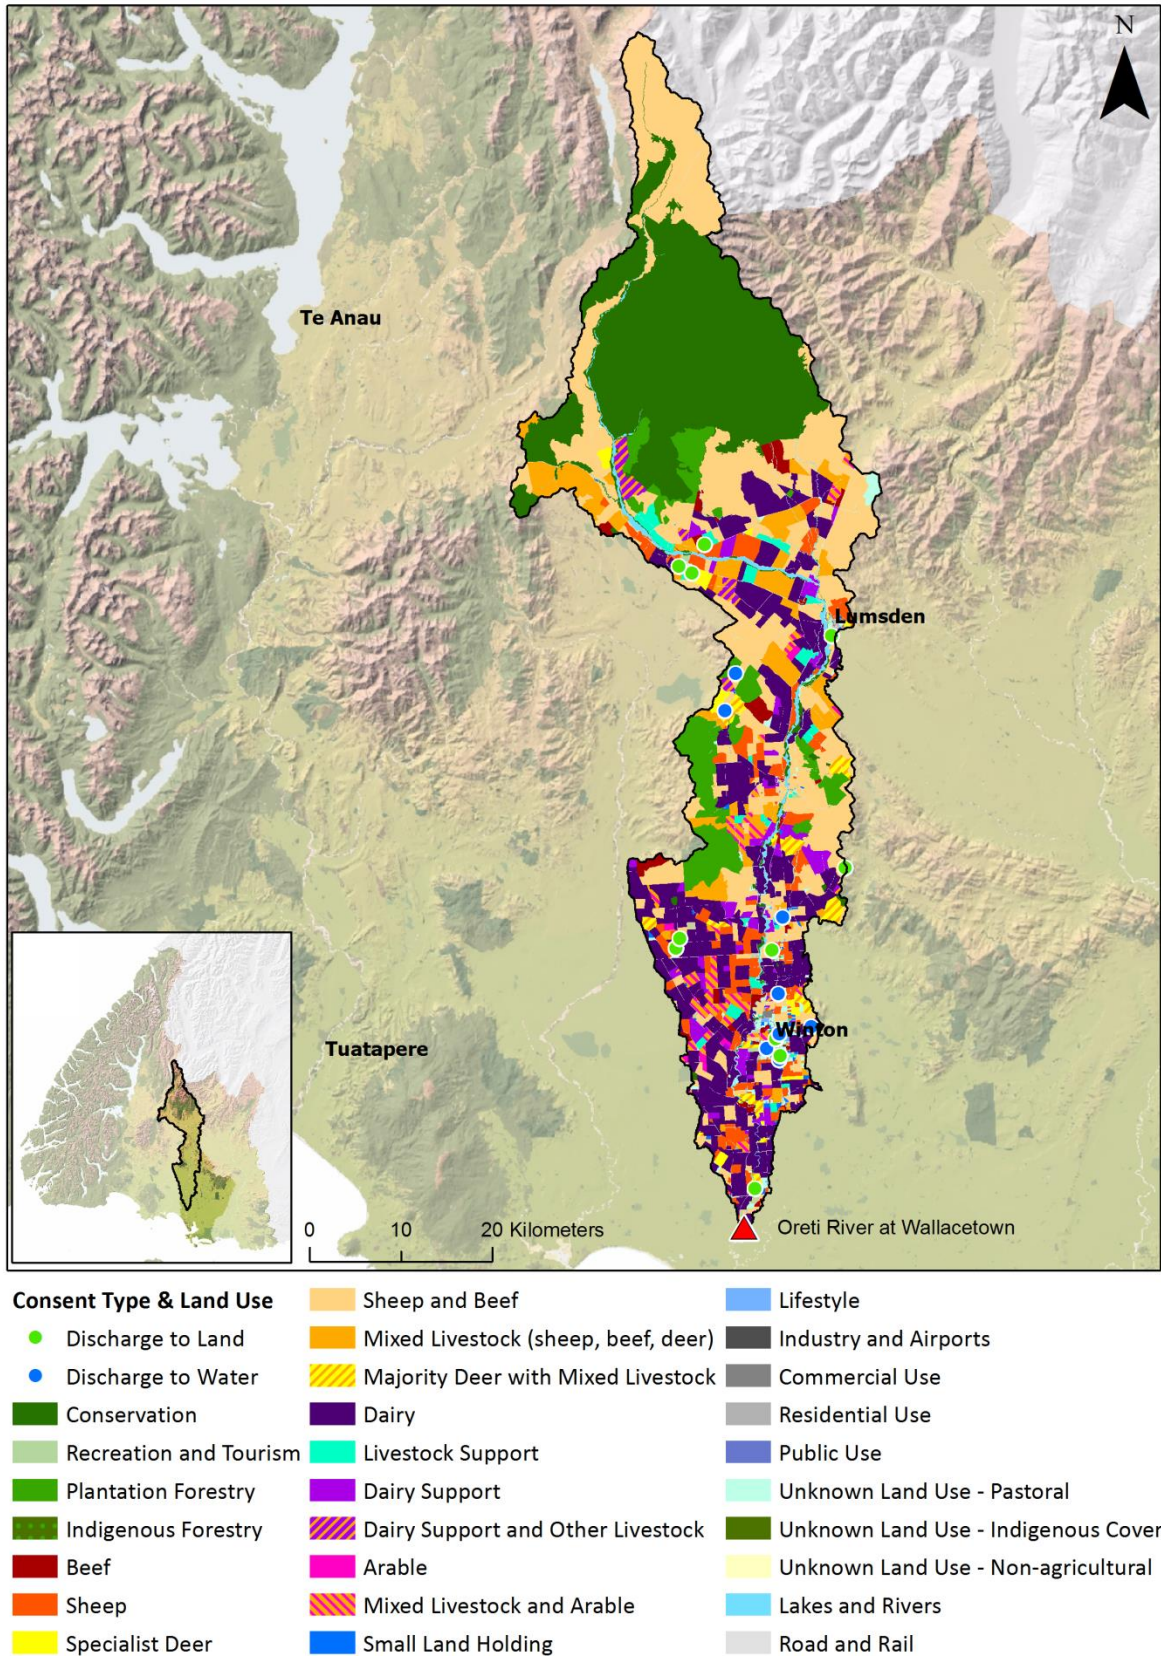 N
Te Anau
Lumsden
Winton
Tuatapere
0 10 20 Kilometers
Oreti River at Wallacetown
Consent Type & Land Use
Discharge to Land
Discharge to Water
Conservation
Recreation and Tourism
Plantation Forestry
Indigenous Forestry
Beef
Sheep
Specialist Deer
Sheep and Beef
Mixed Livestock (sheep, beef, deer)
Majority Deer with Mixed Livestock
Dairy
Livestock Support
Dairy Support
Dairy Support and Other Livestock
Arable
Mixed Livestock and Arable
Small Land Holding
Lifestyle
Industry and Airports
Commercial Use
Residential Use
Public Use
Unknown Land Use - Pastoral
Unknown Land Use - Indigenous Cover
Unknown Land Use - Non-agricultural
Lakes and Rivers
Road and Rail